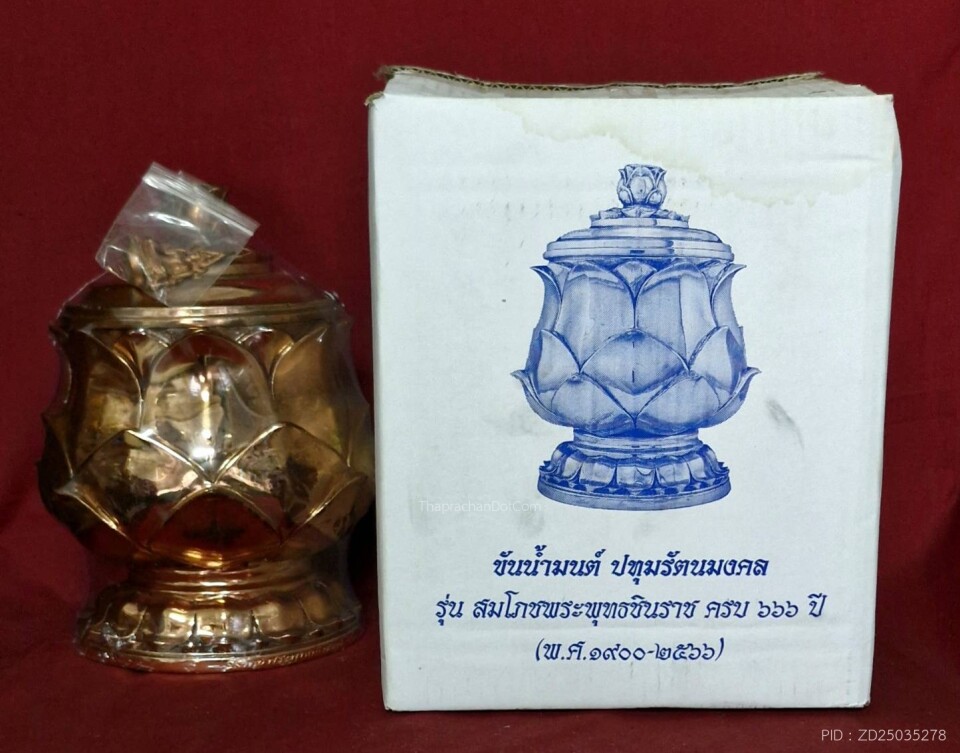 ThaprachanDotCom
ขันน้ำมนต์ ปทุมรัตนมงคล
รุ่น สมโภชพระพุทธชินราช ครบ ๖๖๖ ปี
(พ.ศ.๑๙๐๐-๒๕๖๖)
PID : ZD25035278